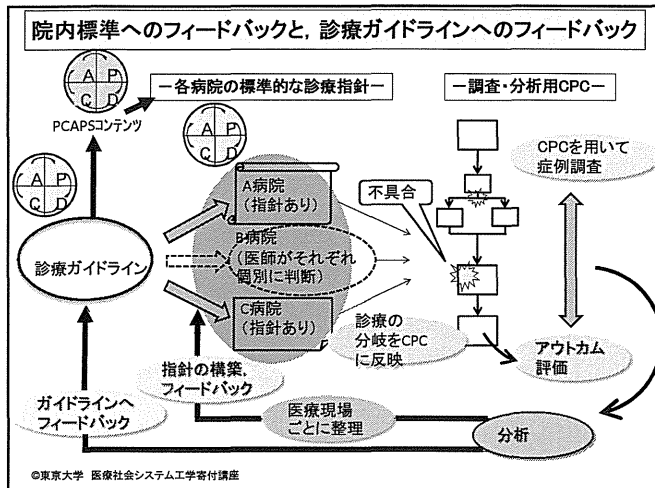 院内標準へのフィードバックと，診療ガイドラインへのフィードバック
A P
C D
PCAPSコンテンツ
－各病院の標準的な診療指針－
－調査・分析用CPC－
A P
C D
A P
C D
CPCを用いて
症例調査
不具合
A病院
（指針あり）
B病院
（医師がそれぞれ
個別に判断）
C病院
（指針あり）
診療ガイドライン
診療の
分岐をCPC
に反映
アウトカム
評価
指針の構築，
フィードバック
ガイドラインへ
フィードバック
医療現場
ごとに整理
分析
©東京大学 医療社会システム工学寄付講座